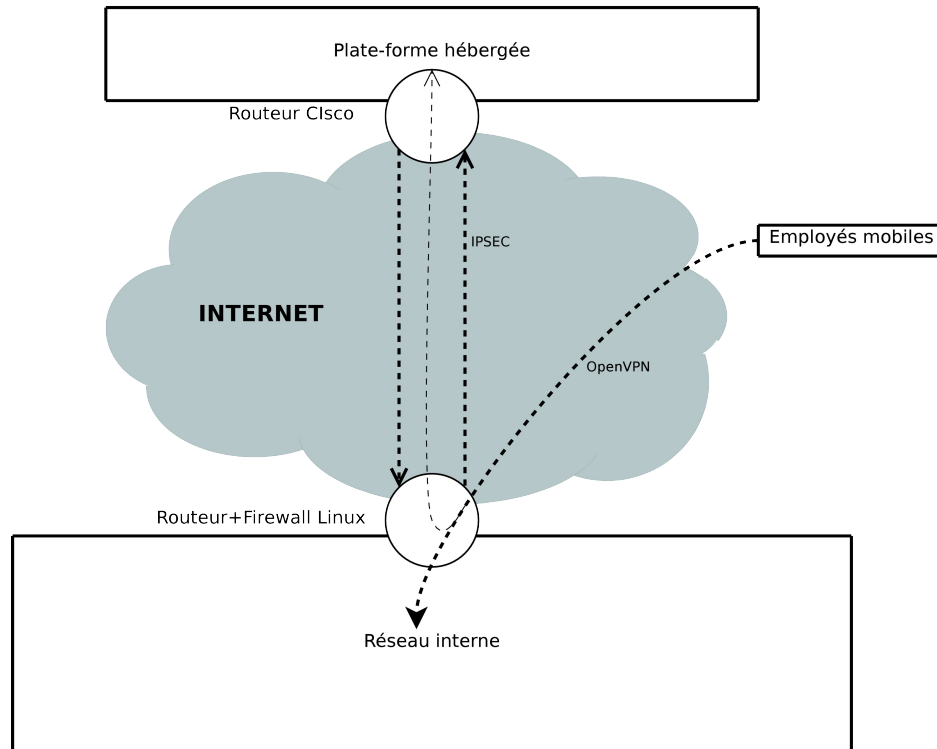 Plate-forme hébergée
Routeur CIsco
Employés mobiles
IPSEC
INTERNET
OpenVPN
Routeur+Firewall Linux
Réseau interne